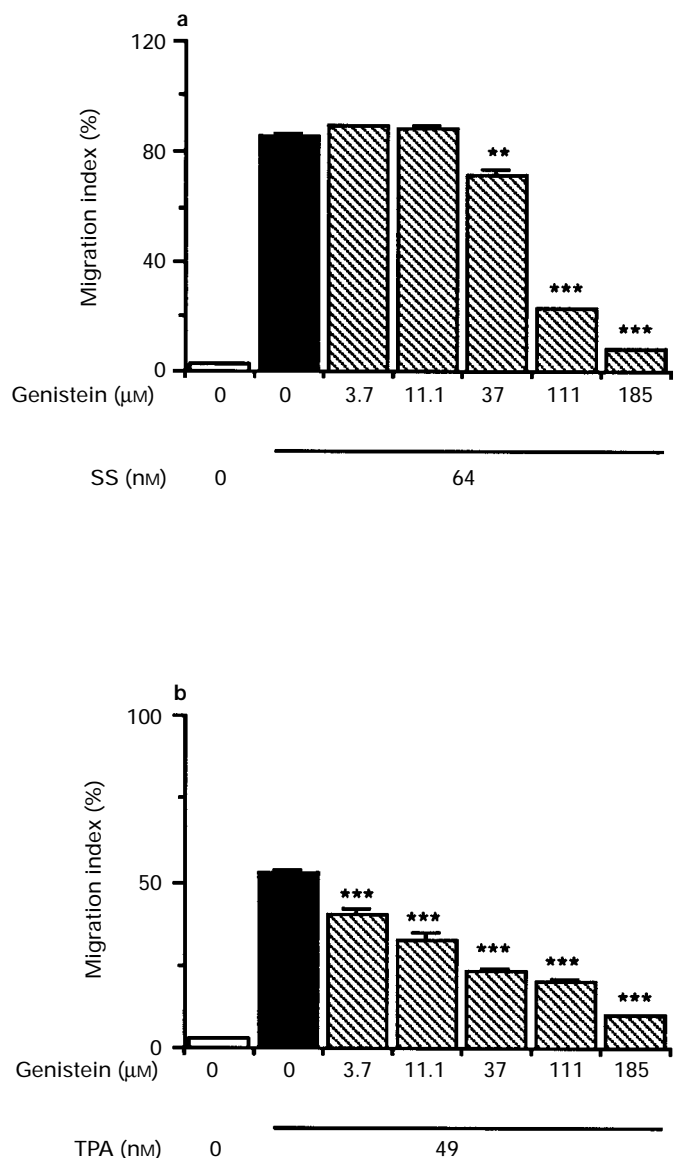 a
120
80
40
0
Migration index (%)
**
***
***
Genistein (µM) 0 0 3.7 11.1 37 111 185
SS (nM) 0 64
b
100
50
0
Migration index (%)
***
***
***
***
***
Genistein (µM) 0 0 3.7 11.1 37 111 185
TPA (nM) 0 49